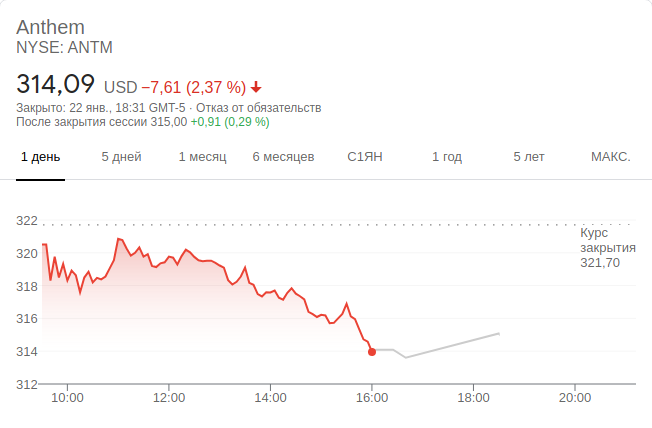 Anthem
NYSE: ANTM
314,09 USD −7,61 (2,37 %)
Закрыто: 22 янв., 18:31 GMT-5 · Отказ от обязательств
После закрытия сессии 315,00 +0,91 (0,29 %)
1 день 5 дней 1 месяц 6 месяцев С1ЯН 1 год 5 лет МАКС.
322
Курс
закрытия
321,70
320
318
316
314
312
10:00 12:00 14:00 16:00 18:00 20:00